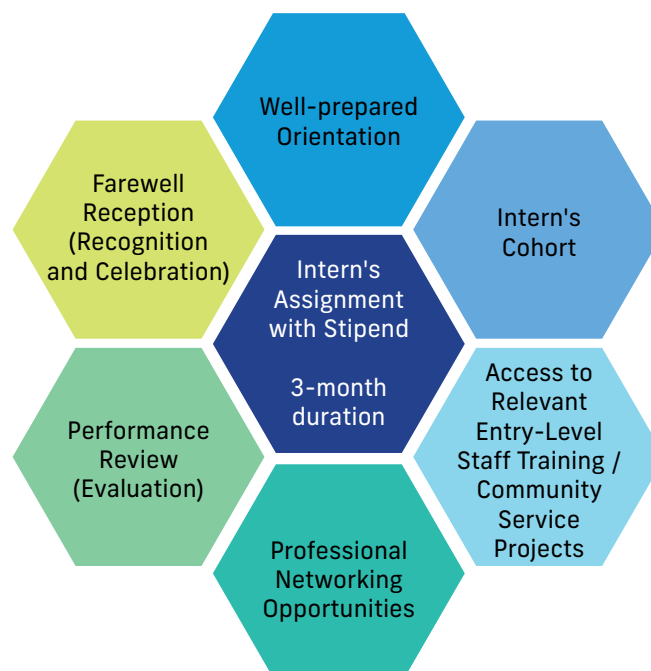 Well-prepared
Orientation
Intern's
Cohort
Access to
Relevant
Entry-Level
Staff Training /
Community
Service
Projects
Professional
Networking
Opportunities
Performance
Review
(Evaluation)
Farewell
Reception
(Recognition
and Celebration)
Intern's
Assignment
with Stipend
3-month
duration